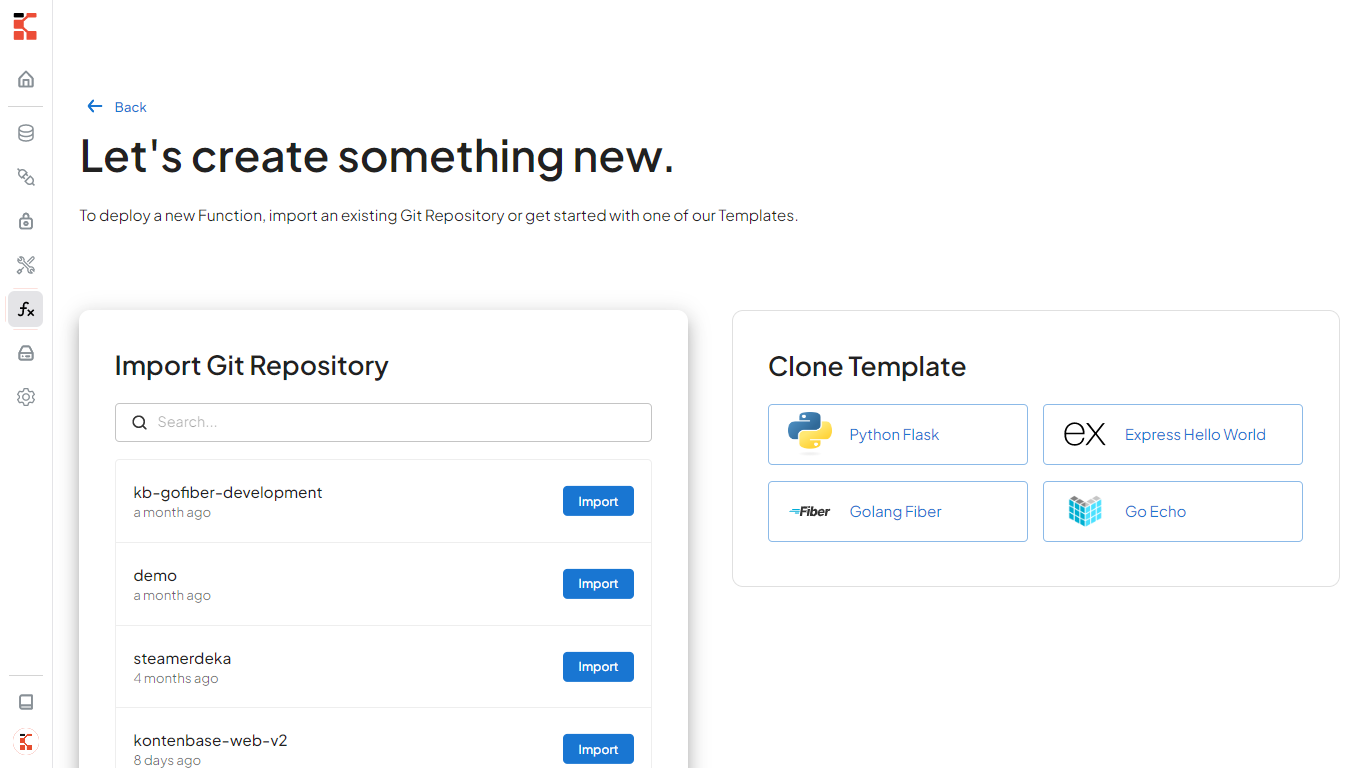 Back
Let's create something new.
To deploy a new Function, import an existing Git Repository or get started with one of our Templates.
Import Git Repository
Search...
kb-gofiber-development
a month ago
Import
demo
a month ago
Import
steamerdeka
4 months ago
Import
kontenbase-web-v2
8 days ago
Import
Clone Template
Python Flask
ex Express Hello World
Fiber Golang Fiber
Go Echo
fx